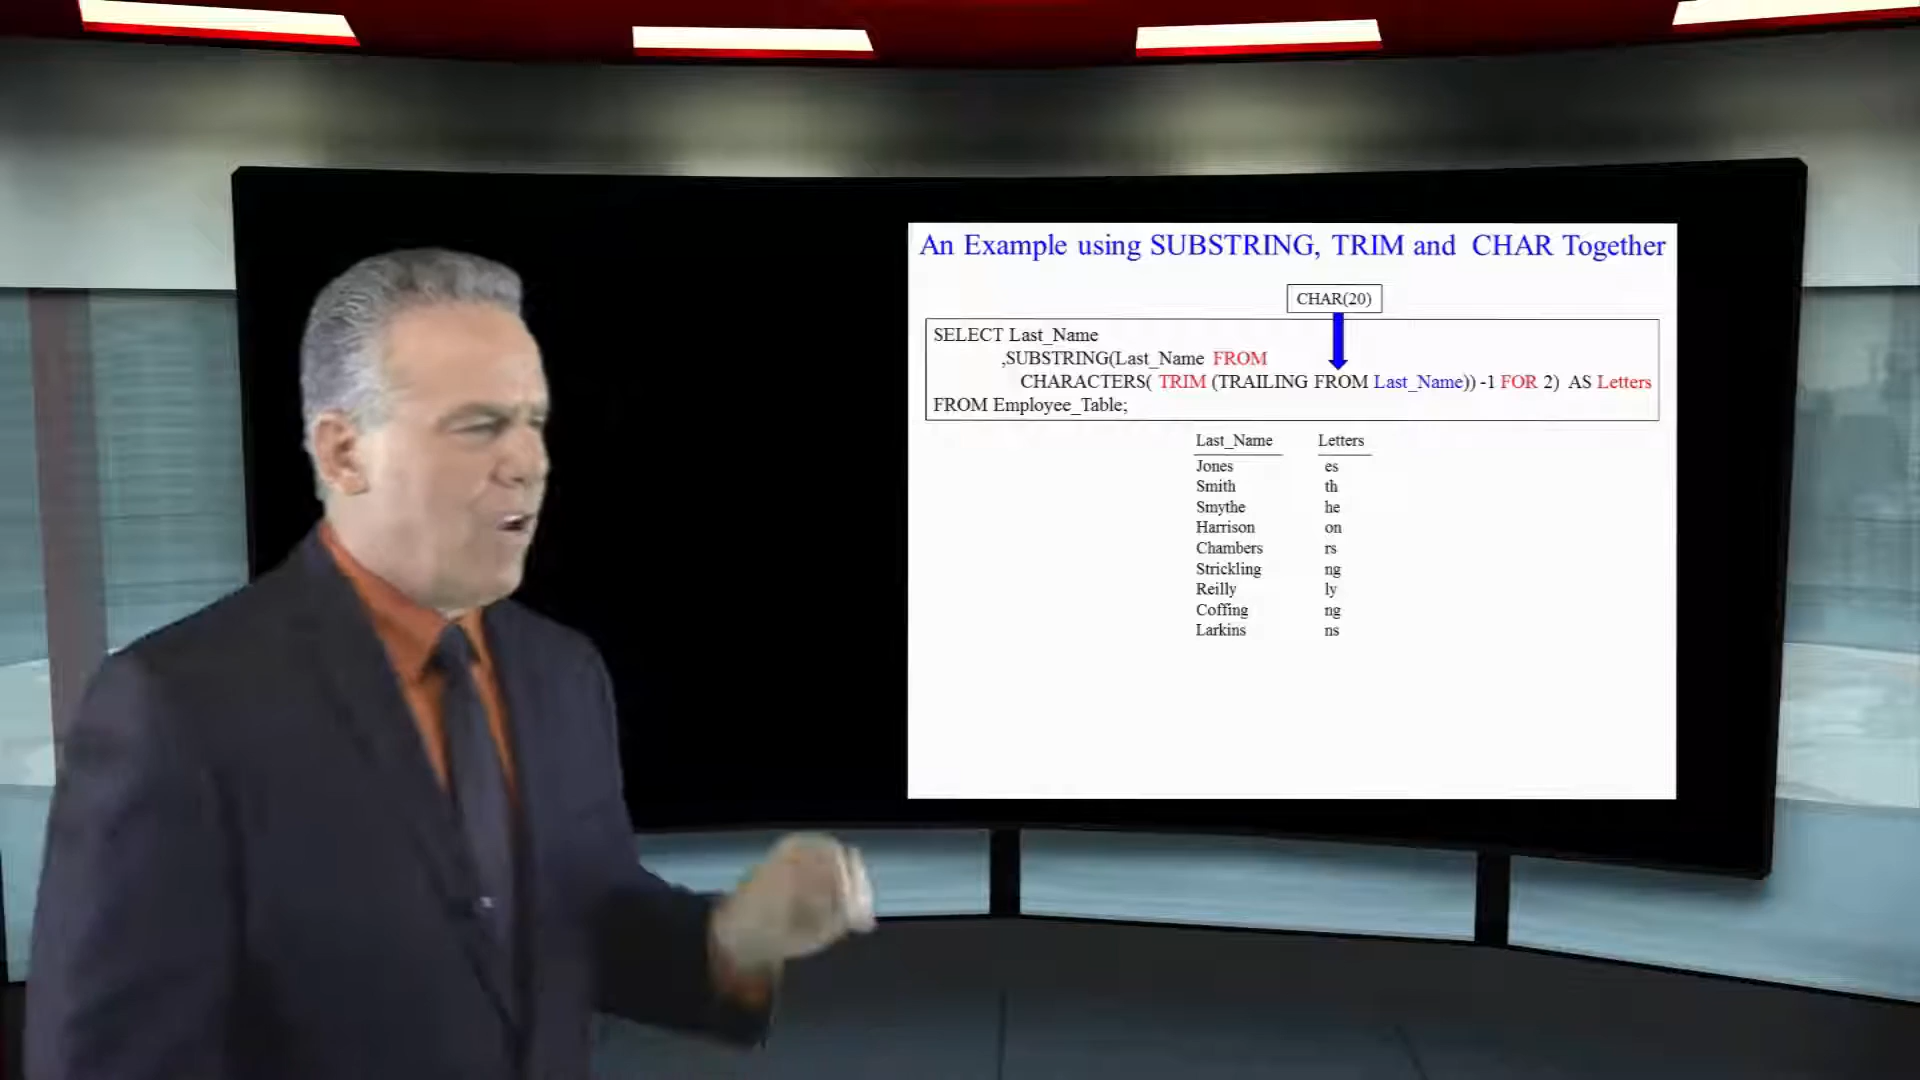 An Example using SUBSTRING, TRIM and CHAR Together
CHAR(20)
SELECT Last_Name
,SUBSTRING(Last_Name FROM
CHARACTERS( TRIM (TRAILING FROM Last_Name)) -1 FOR 2) AS Letters
FROM Employee_Table;
Last_Name Letters
Jones es
Smith th
Smythe he
Harrison on
Chambers rs
Strickling ng
Reilly ly
Coffing ng
Larkins ns